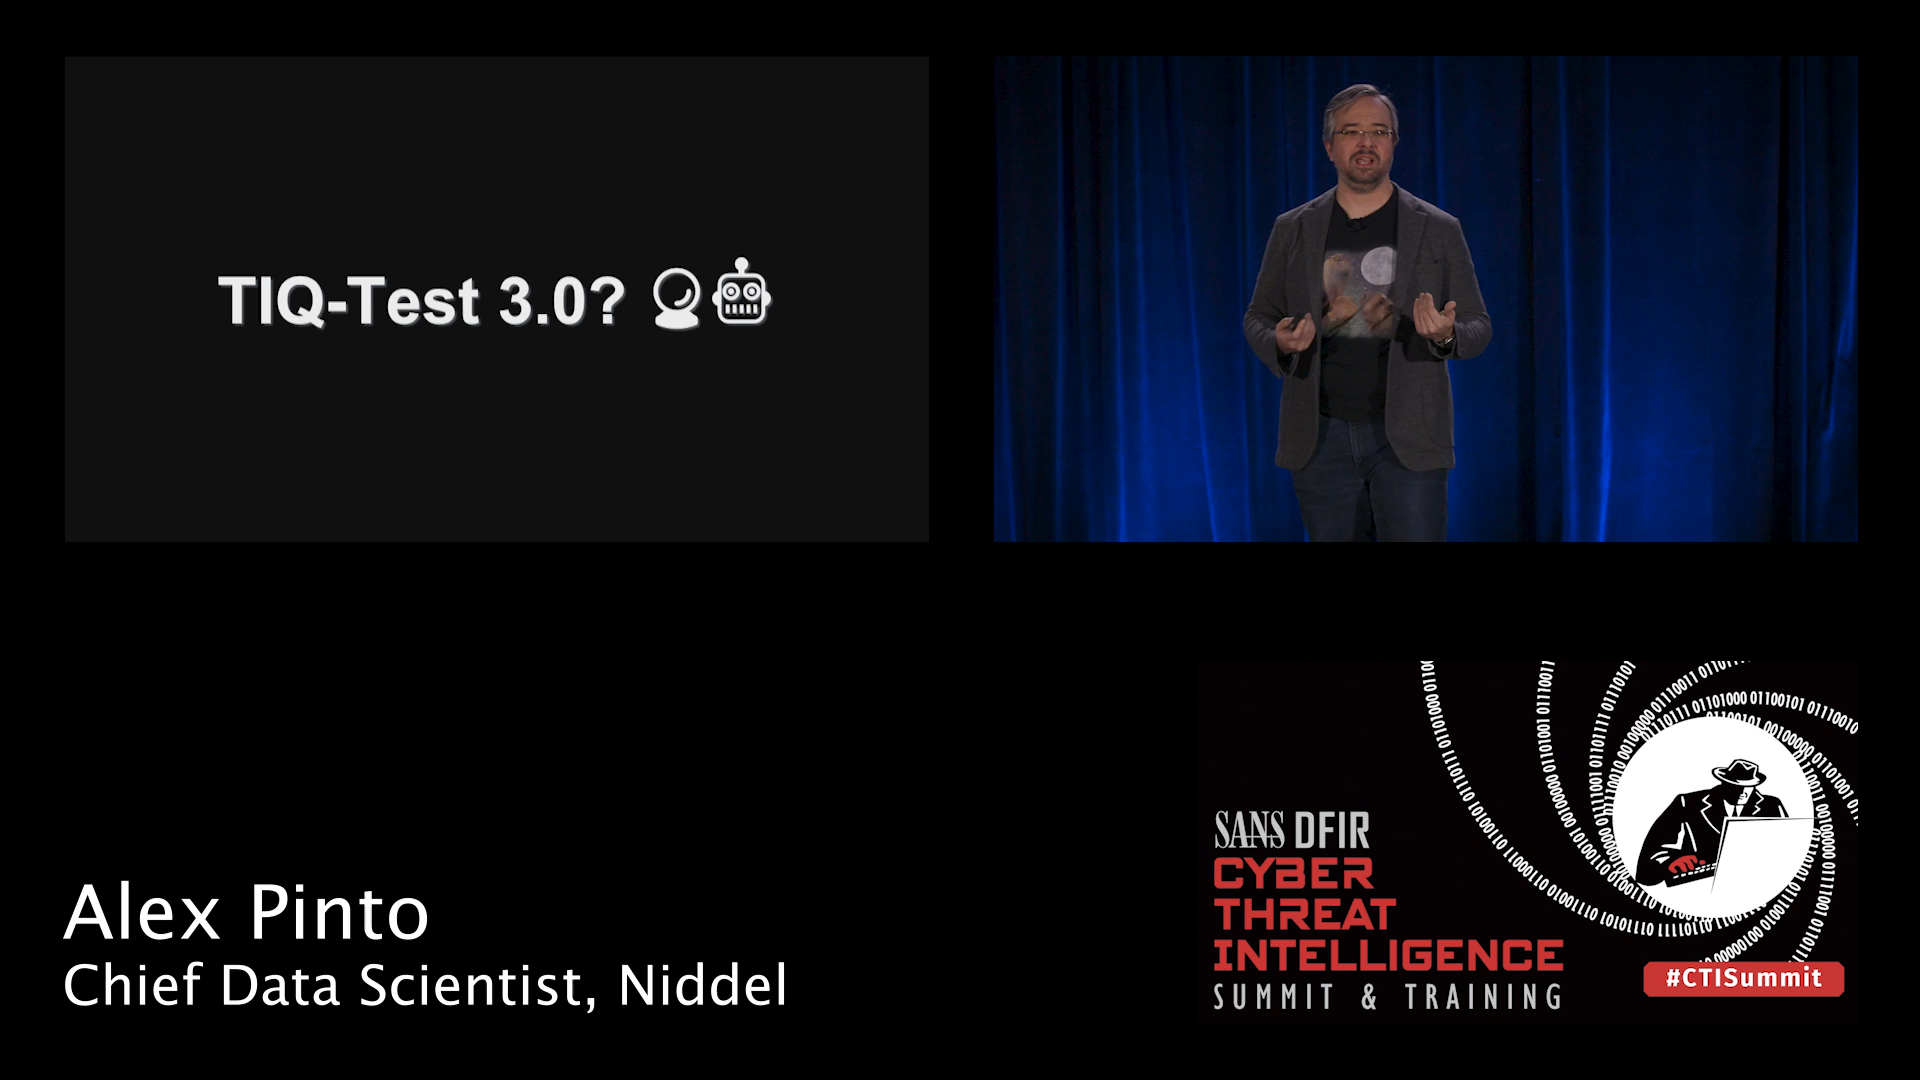 TIQ-Test 3.0?
Alex Pinto
Chief Data Scientist, Niddel
SANS DFIR
CYBER
THREAT
INTELLIGENCE
SUMMIT & TRAINING
#CTISummit